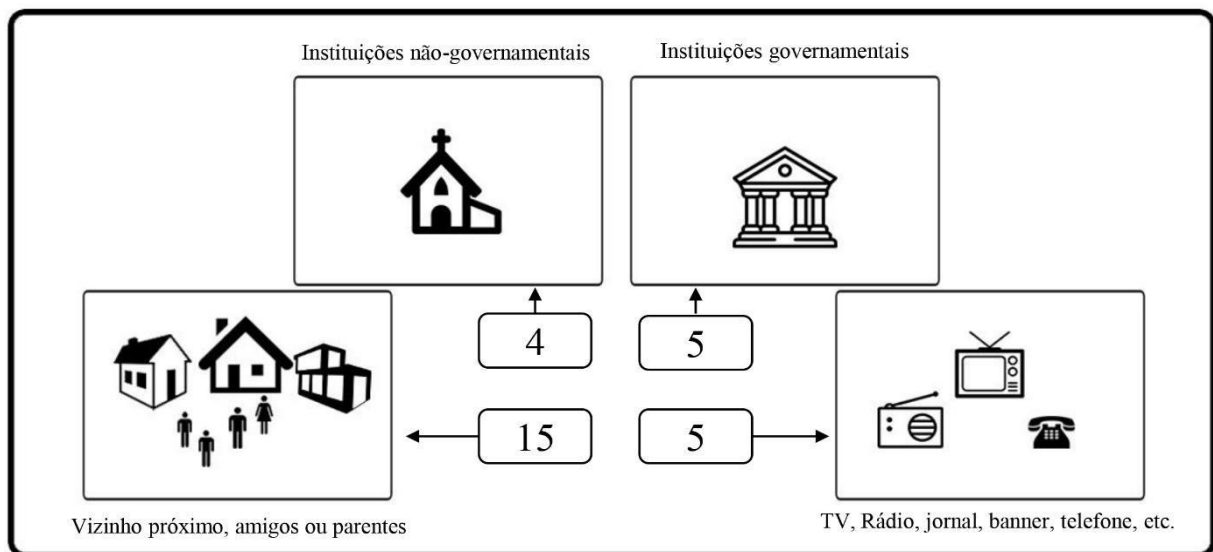 Instituições não-governamentais
Instituições governamentais
4
5
15
5
Vizinho próximo, amigos ou parentes
TV, Rádio, jornal, banner, telefone, etc.